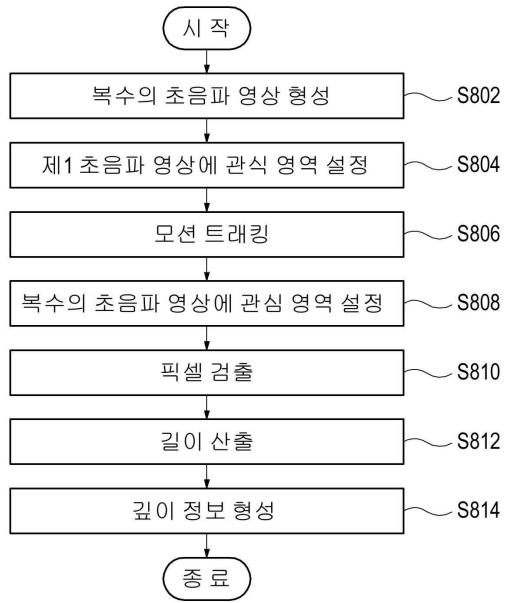 시 작
복수의 초음파 영상 형성 S802
제1 초음파 영상에 관식 영역 설정 S804
모션 트래킹 S806
복수의 초음파 영상에 관심 영역 설정 S808
픽셀 검출 S810
길이 산출 S812
깊이 정보 형성 S814
종 료